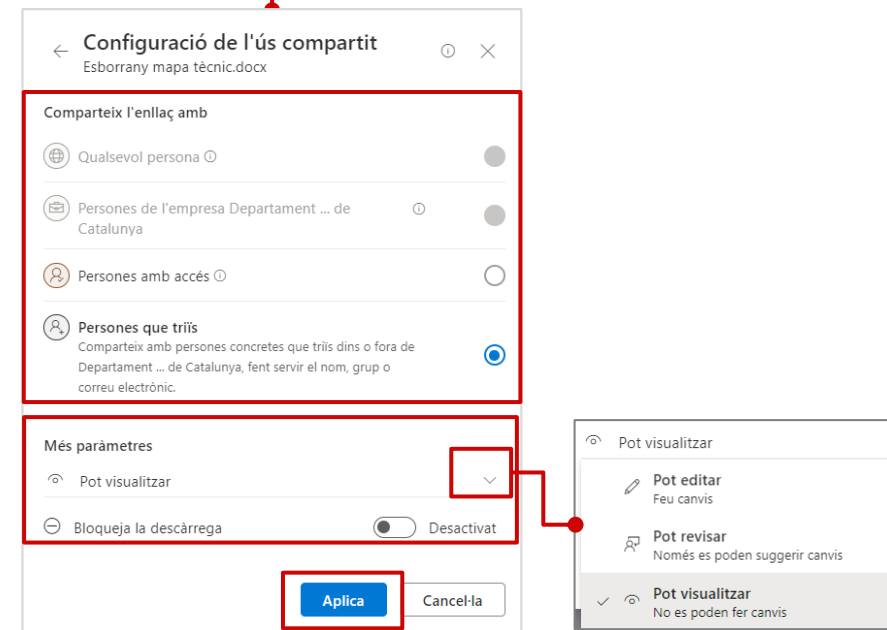 Configuració de l'ús compartit
Esborrany mapa tècnic.docx
Comparteix l'enllaç amb
Qualsevol persona
Persones de l'empresa Departament ... de
Catalunya
Persones amb accés
Persones que triïs
Comparteix amb persones concretes que triïs dins o fora de
Departament ... de Catalunya, fent servir el nom, grup o
correu electrònic.
Més paràmetres
Pot visualitzar
Bloqueja la descàrrega
Desactivat
Aplica
Cancel·la
Pot visualitzar
Pot editar
Feu canvis
Pot revisar
Només es poden suggerir canvis
Pot visualitzar
No es poden fer canvis